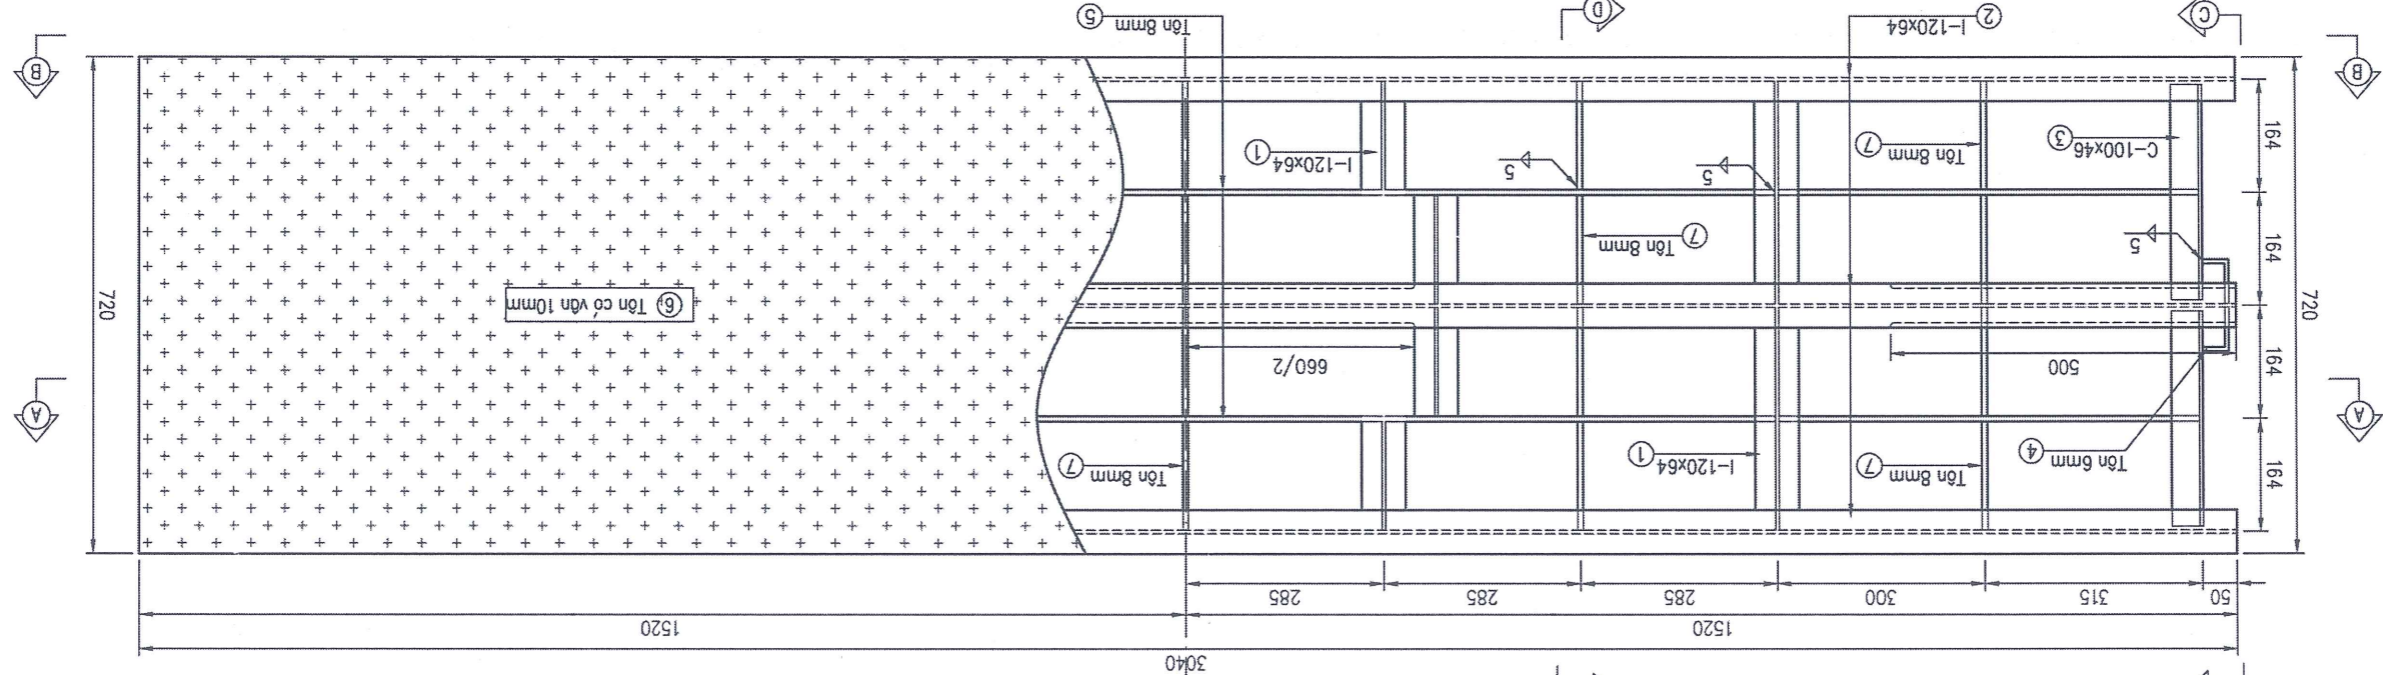 3040
1520
1520
50
315
300
285
285
285
164
④ Tôn 6mm
⑦ Tôn 8mm
① I-120x64
⑦ Tôn 8mm
A
A
500
660/2
164
720
⑥ Tôn có vân 10mm
720
164
5
⑦ Tôn 8mm
164
③ C-100x46
⑦ Tôn 8mm
5
5
① I-120x64
B
B
C
② I-120x64
D
⑤ Tôn 8mm